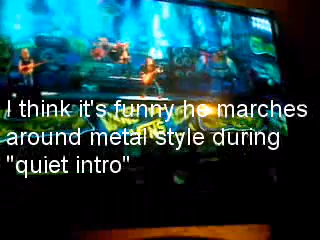 I think it's funny he marches
around metal style during
"quiet intro"